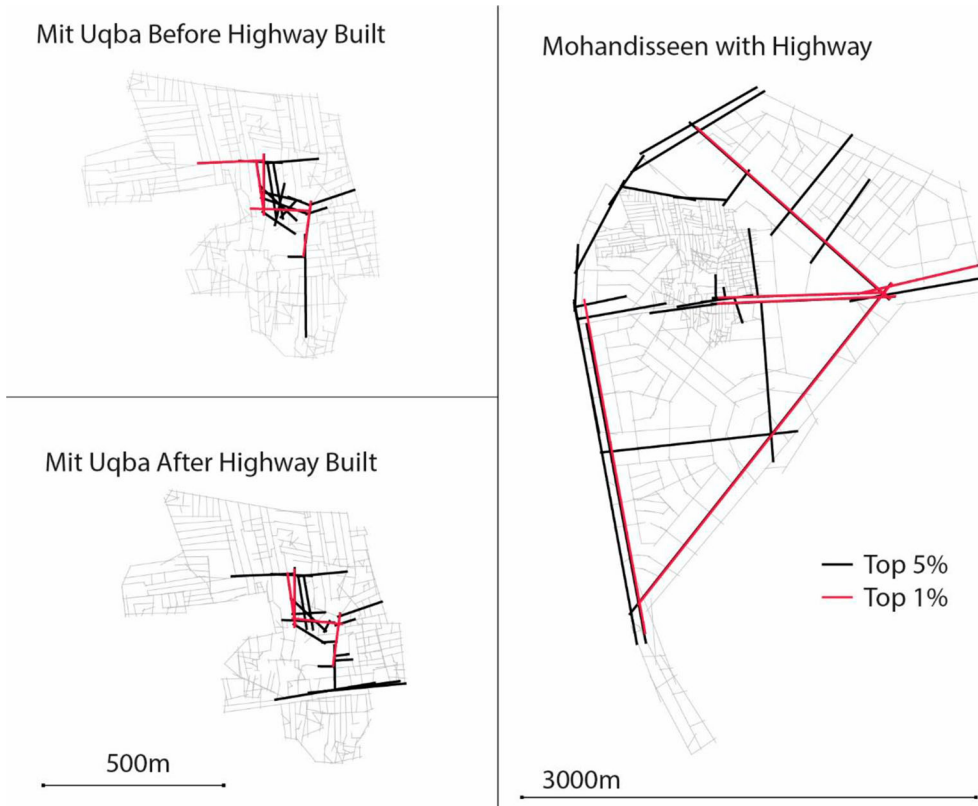 Mit Uqba Before Highway Built
Mohandisseen with Highway
Mit Uqba After Highway Built
Top 5%
Top 1%
500m
3000m